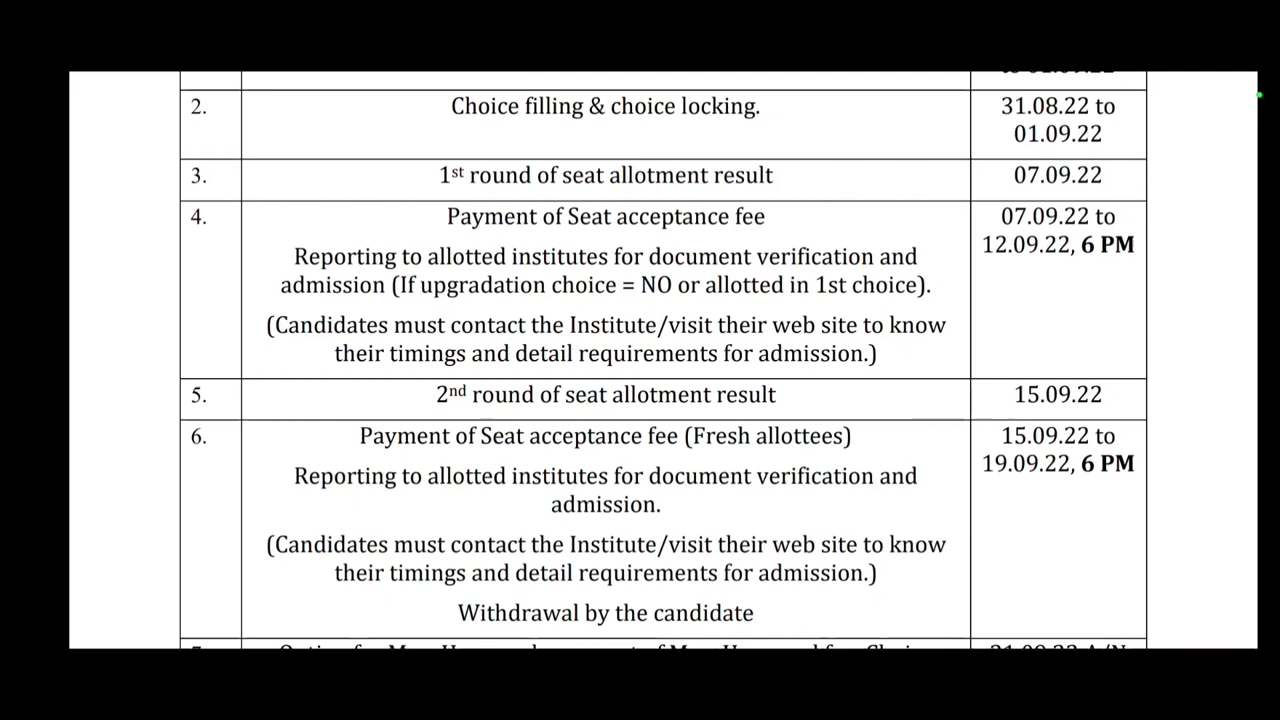 2.
Choice filling & choice locking.
31.08.22 to
01.09.22
3.
1st round of seat allotment result
07.09.22
4.
Payment of Seat acceptance fee
07.09.22 to
12.09.22, 6 PM
Reporting to allotted institutes for document verification and
admission (If upgradation choice = NO or allotted in 1st choice).
(Candidates must contact the Institute/visit their web site to know
their timings and detail requirements for admission.)
5.
2nd round of seat allotment result
15.09.22
6.
Payment of Seat acceptance fee (Fresh allottees)
15.09.22 to
19.09.22, 6 PM
Reporting to allotted institutes for document verification and
admission.
(Candidates must contact the Institute/visit their web site to know
their timings and detail requirements for admission.)
Withdrawal by the candidate